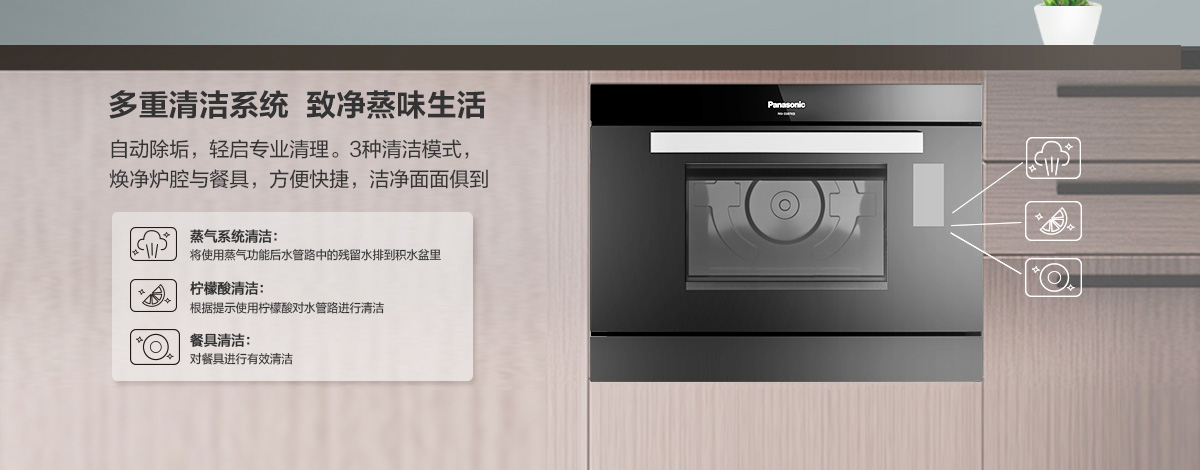 多重清洁系统 致净蒸味生活
自动除垢，轻启专业清理。3种清洁模式，
焕净炉腔与餐具，方便快捷，洁净面面俱到
蒸气系统清洁：
将使用蒸气功能后水管路中的残留水排到积水盆里
柠檬酸清洁：
根据提示使用柠檬酸对水管路进行清洁
餐具清洁：
对餐具进行有效清洁
Panasonic